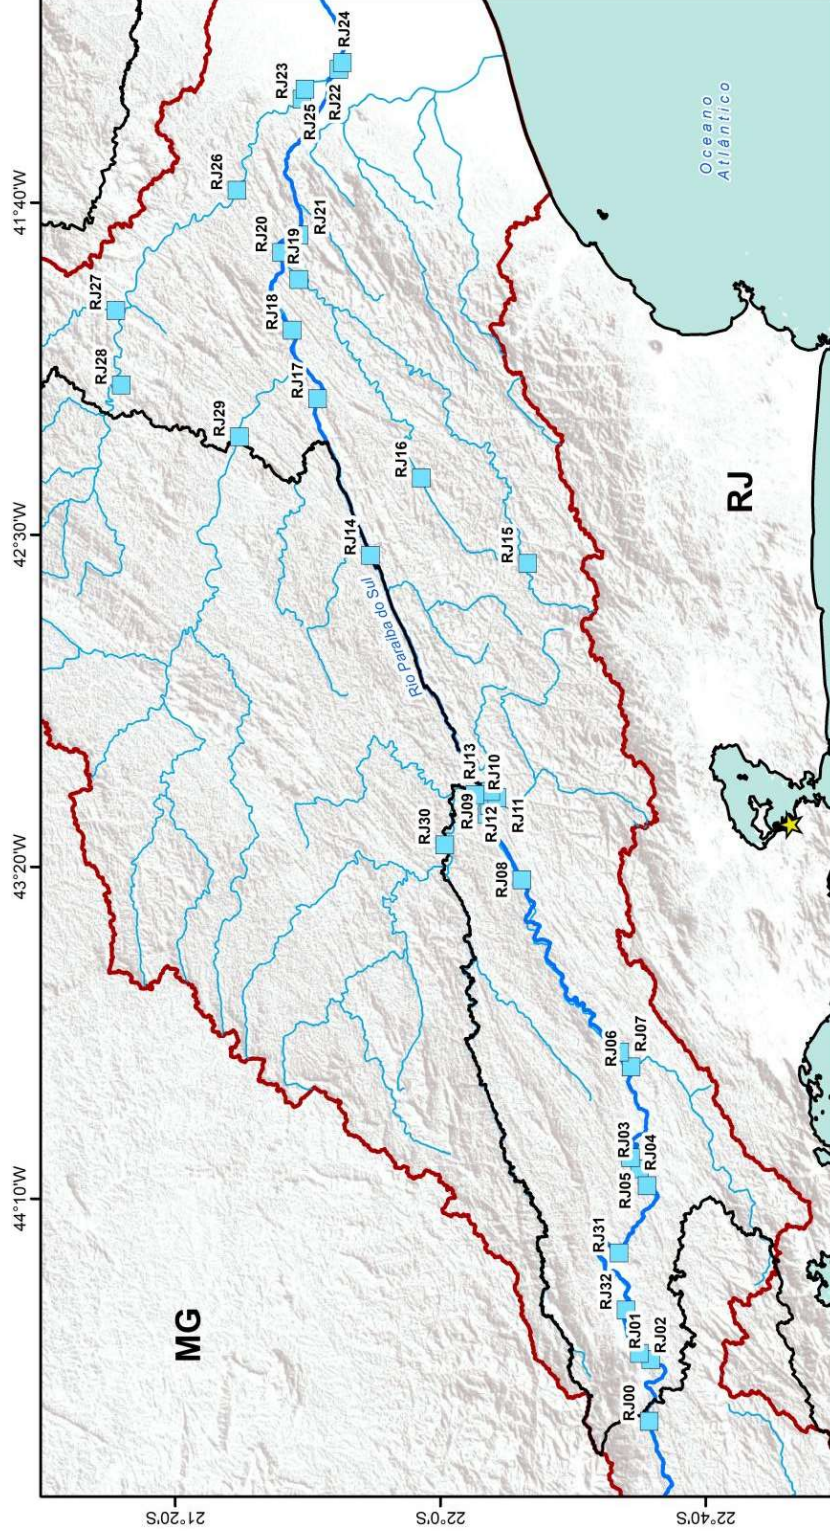 44°10'W
43°20'W
42°30'W
41°40'W
21°20'S
22°0'S
22°40'S
MG
RJ
Rio Paraíba do Sul
Oceano
Atlântico
RJ00
RJ01
RJ02
RJ32
RJ31
RJ05
RJ03
RJ04
RJ06
RJ07
RJ08
RJ30
RJ09
RJ12
RJ13
RJ10
RJ11
RJ14
RJ15
RJ16
RJ29
RJ28
RJ27
RJ17
RJ18
RJ20
RJ19
RJ21
RJ26
RJ23
RJ25
RJ22
RJ24